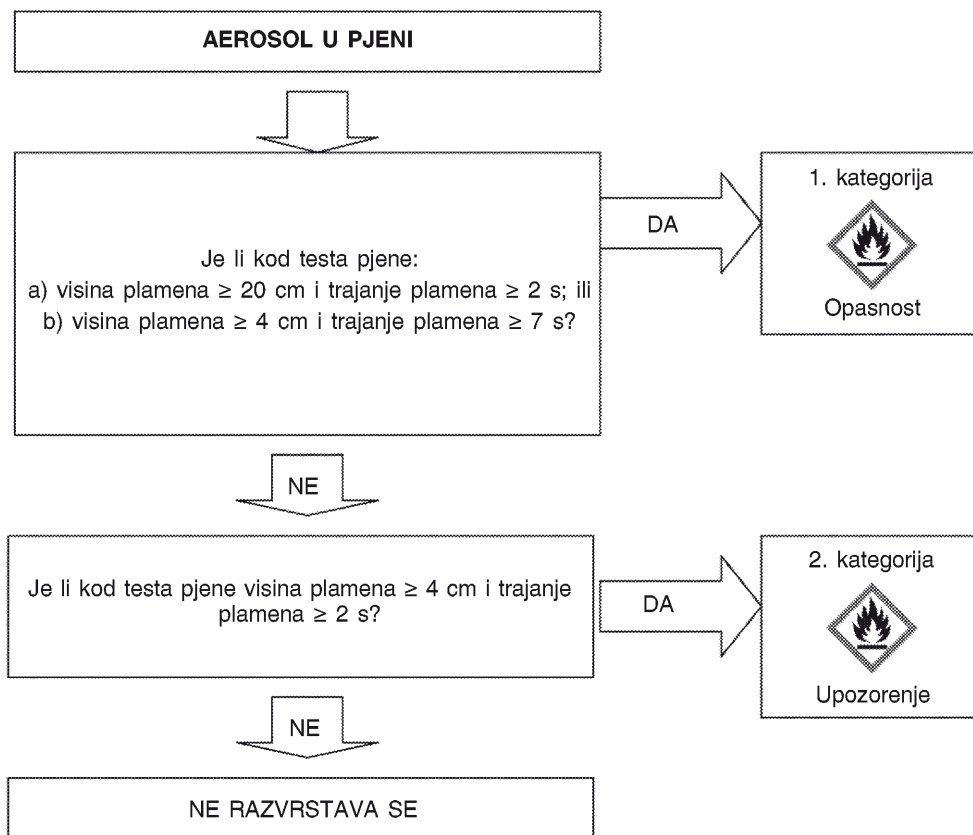 AEROSOL U PJENI
Je li kod testa pjene:
a) visina plamena ≥ 20 cm i trajanje plamena ≥ 2 s; ili
b) visina plamena ≥ 4 cm i trajanje plamena ≥ 7 s?
DA
1. kategorija
Opasnost
NE
Je li kod testa pjene visina plamena ≥ 4 cm i trajanje
plamena ≥ 2 s?
DA
2. kategorija
Upozorenje
NE
NE RAZVRSTAVA SE